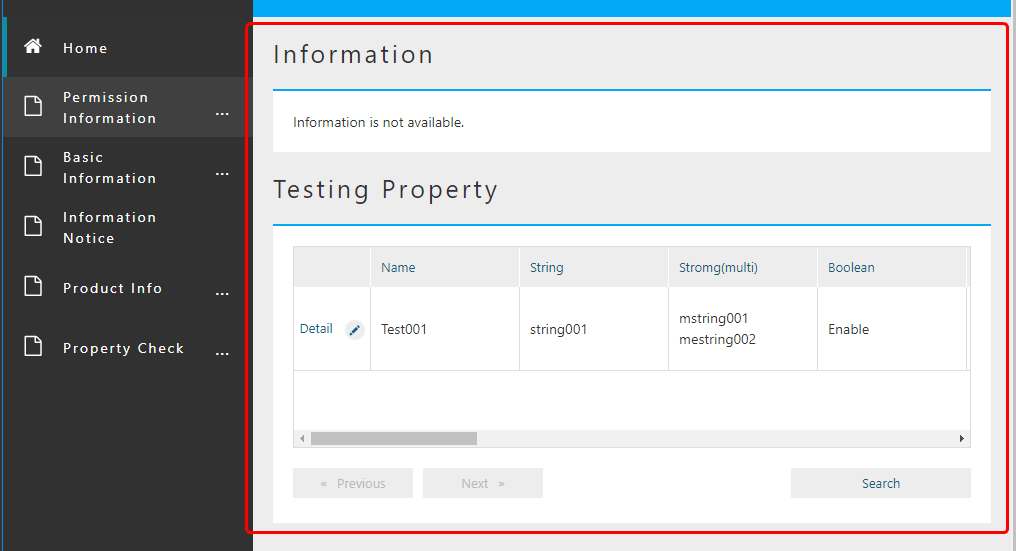 Home
Permission
Information
...
Basic
Information
...
Information
Notice
Product Info
...
Property Check
...
Information
Information is not available.
Testing Property
Name String Stromg(multi) Boolean
Detail Test001 string001 mstring001 Enable
mestring002
« Previous Next » Search